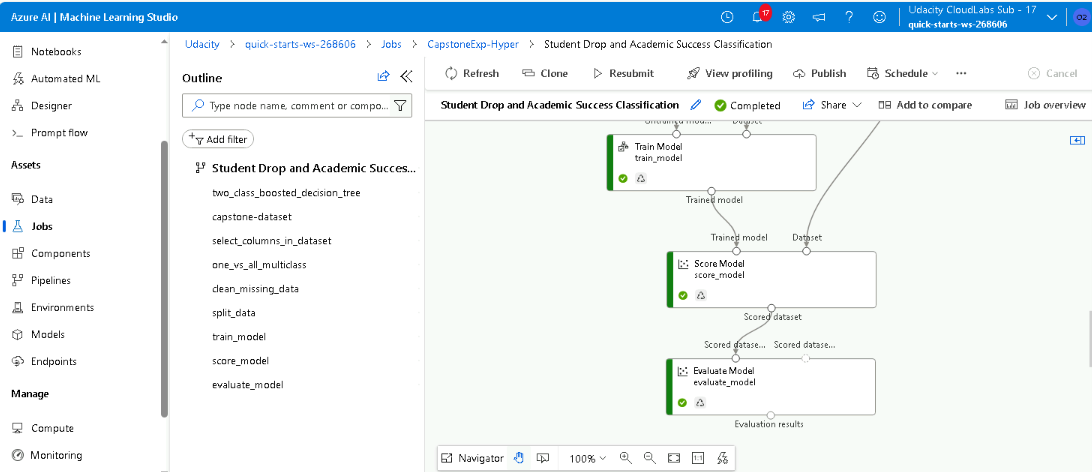 Azure AI | Machine Learning Studio
17
Udacity CloudLabs Sub - 17
quick-starts-ws-268606
O2
Notebooks
Automated ML
Designer
Prompt flow
Assets
Data
Jobs
Components
Pipelines
Environments
Models
Endpoints
Manage
Compute
Monitoring
Udacity > quick-starts-ws-268606 > Jobs > CapstoneExp-Hyper > Student Drop and Academic Success Classification
Outline
Type node name, comment or compo...
Add filter
Student Drop and Academic Succes...
two_class_boosted_decision_tree
capstone-dataset
select_columns_in_dataset
one_vs_all_multiclass
clean_missing_data
split_data
train_model
score_model
evaluate_model
Refresh Clone Resubmit View profiling Publish Schedule ... Cancel
Student Drop and Academic Success Classification Completed Share Add to compare Job overview
Untrained mod... Dataset
Train Model
train_model
Trained model
Trained model Dataset
Score Model
score_model
Scored dataset
Scored datase... Scored datase...
Evaluate Model
evaluate_model
Evaluation results
Navigator 100%